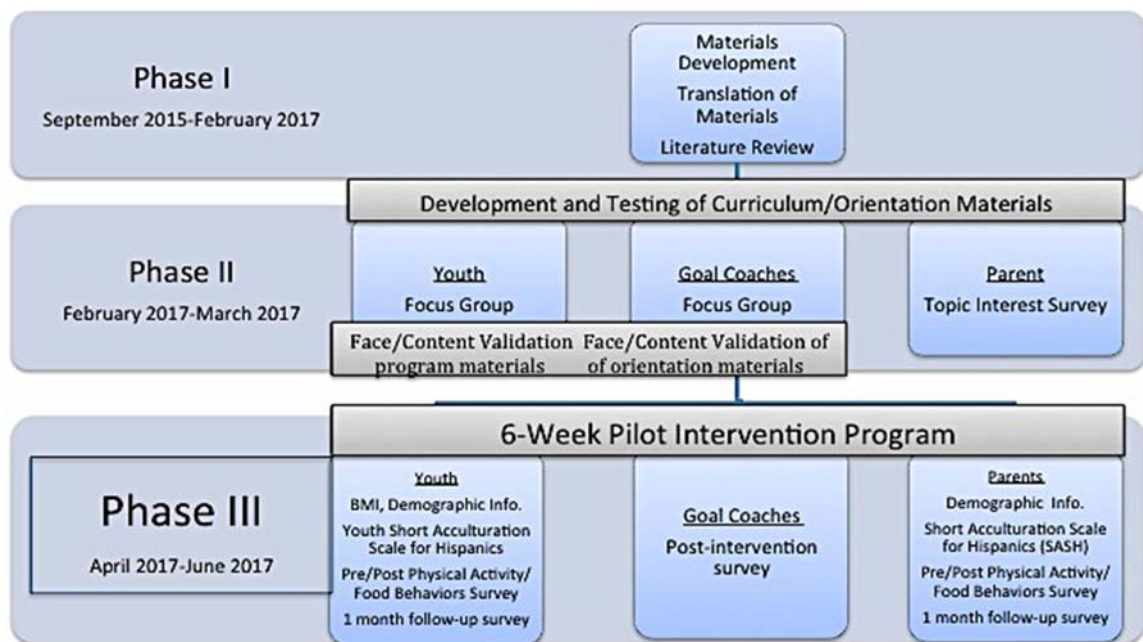 Phase I
September 2015-February 2017
Materials
Development
Translation of
Materials
Literature Review
Development and Testing of Curriculum/Orientation Materials
Phase II
February 2017-March 2017
Youth
Focus Group
Goal Coaches
Focus Group
Parent
Topic Interest Survey
Face/Content Validation
program materials
Face/Content Validation of
of orientation materials
6-Week Pilot Intervention Program
Phase III
April 2017-June 2017
Youth
BMI, Demographic Info.
Youth Short Acculturation
Scale for Hispanics
Pre/Post Physical Activity/
Food Behaviors Survey
1 month follow-up survey
Goal Coaches
Post-intervention
survey
Parents
Demographic Info.
Short Acculturation Scale
for Hispanics (SASH)
Pre/Post Physical Activity/
Food Behaviors Survey
1 month follow-up survey